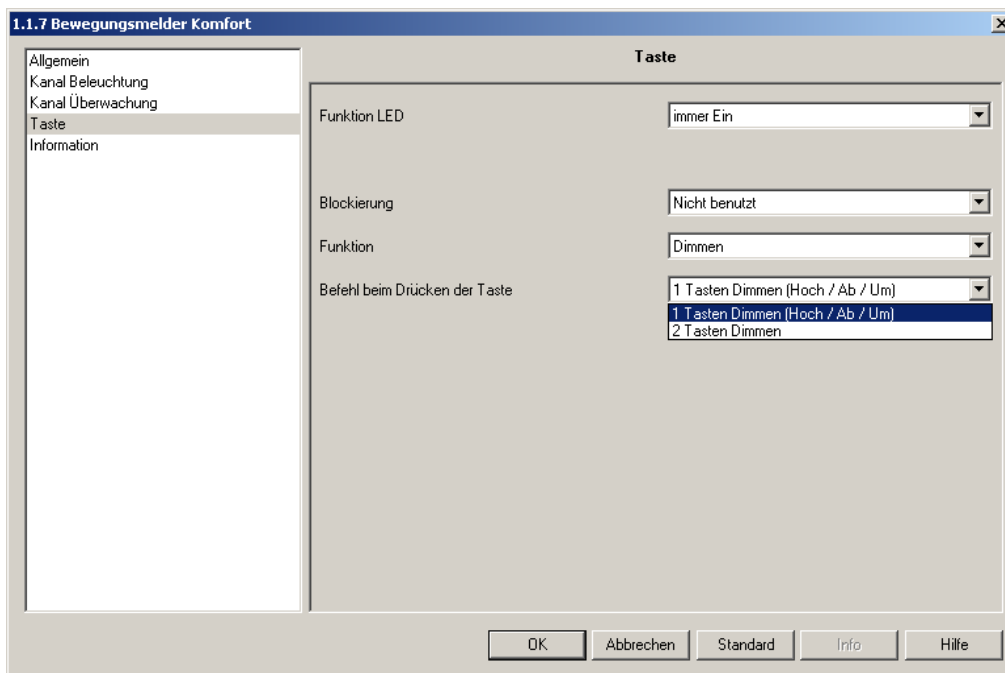 1.1.7 Bewegungsmelder Komfort
Allgemein
Kanal Beleuchtung
Kanal Überwachung
Taste
Information
Taste
Funktion LED
immer Ein
Blockierung
Nicht benutzt
Funktion
Dimmen
Befehl beim Drücken der Taste
1 Tasten Dimmen (Hoch / Ab / Um)
1 Tasten Dimmen (Hoch / Ab / Um)
2 Tasten Dimmen
OK
Abbrechen
Standard
Info
Hilfe